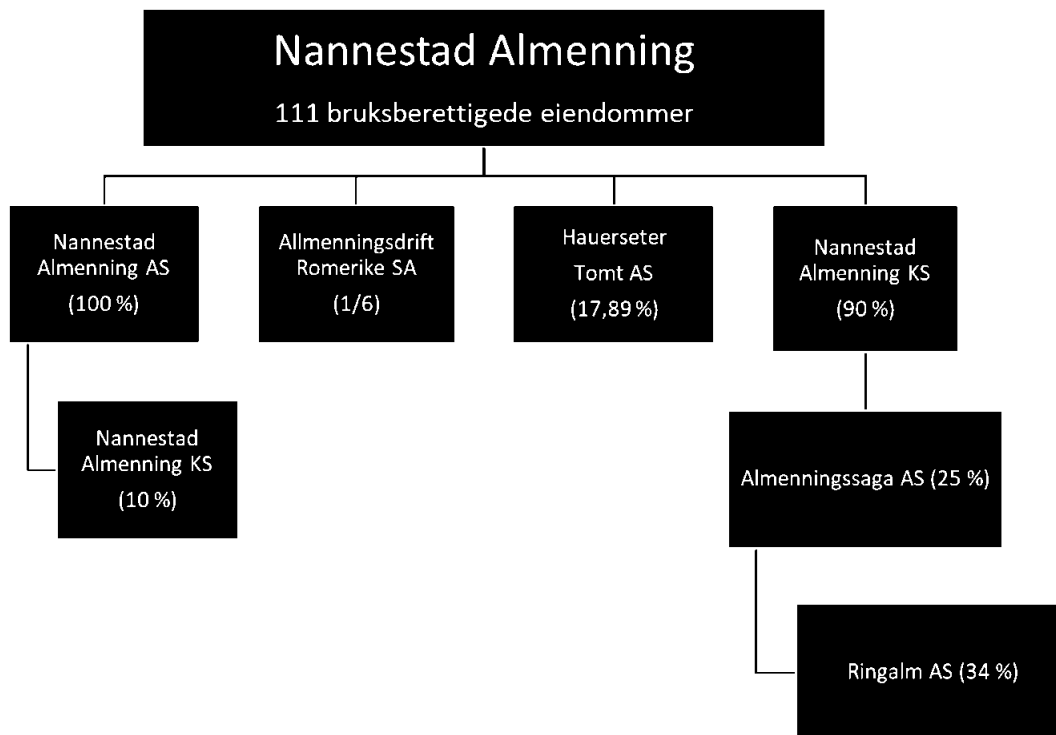 Nannestad Almenning
111 bruksberettigede eiendommer
Nannestad
Almenning AS
(100 %)
Allmenningsdrift
Romerike SA
(1/6)
Hauerseter
Tomt AS
(17,89 %)
Nannestad
Almenning KS
(90 %)
Nannestad
Almenning KS
(10 %)
Almenningssaga AS (25 %)
Ringalm AS (34 %)